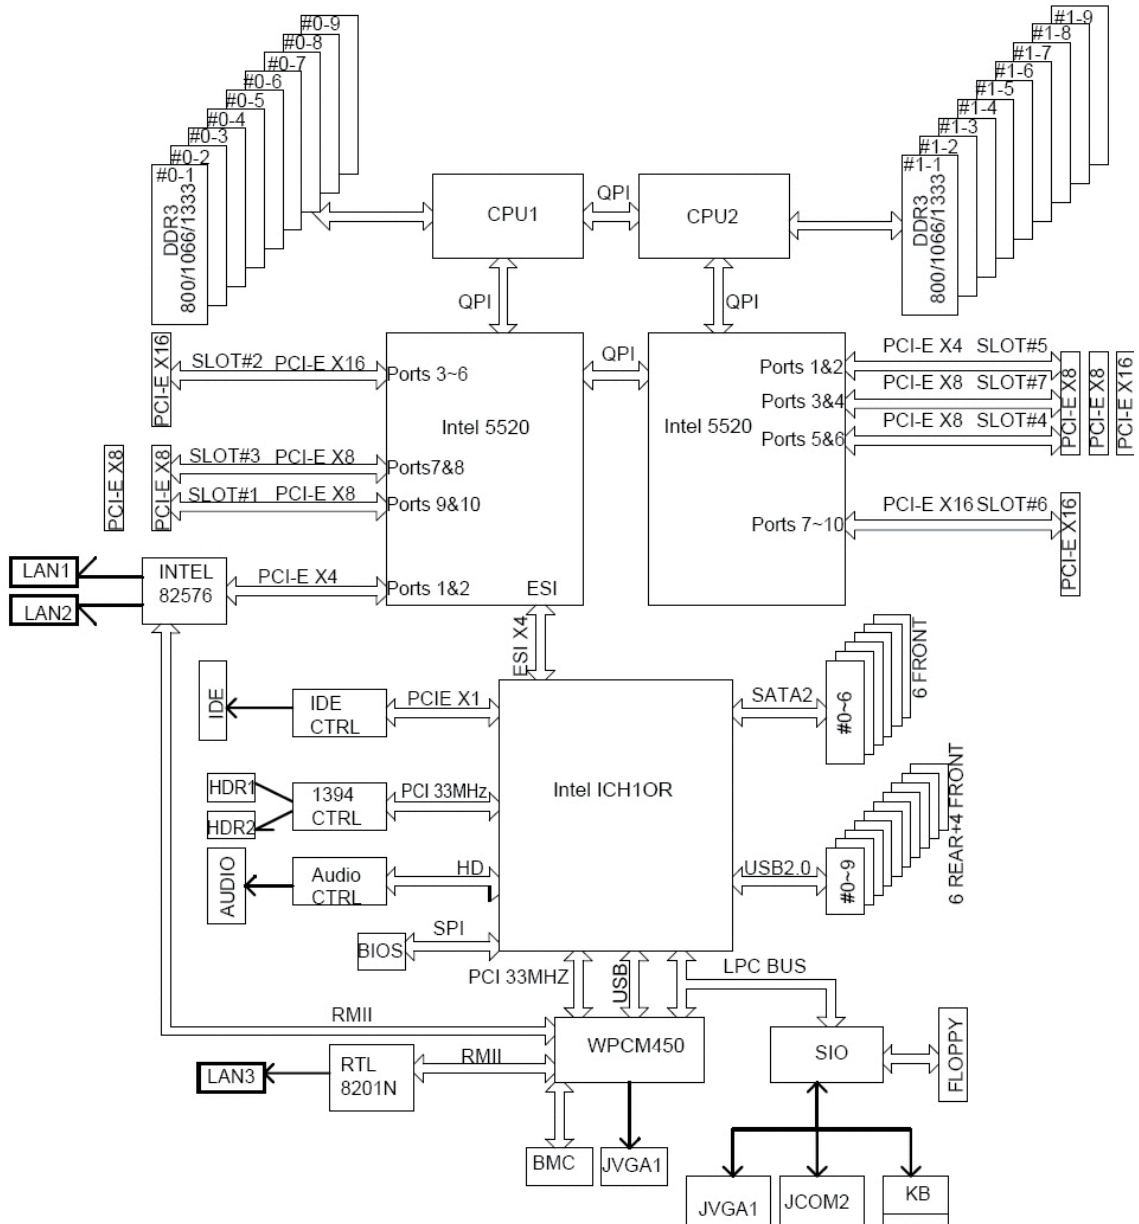 #0-9
#0-8
#0-7
#0-6
#0-5
#0-4
#0-3
#0-2
#0-1
DDR3
800/1066/1333
#1-9
#1-8
#1-7
#1-6
#1-5
#1-4
#1-3
#1-2
#1-1
DDR3
800/1066/1333
CPU1
QPI
CPU2
QPI
QPI
PCI-E X16
SLOT#2 PCI-E X16
Ports 3~6
Intel 5520
PCI-E X8
PCI-E X8
SLOT#3 PCI-E X8
Ports7&8
SLOT#1 PCI-E X8
Ports 9&10
QPI
Intel 5520
Ports 1&2
PCI-E X4 SLOT#5
Ports 3&4
PCI-E X8 SLOT#7
Ports 5&6
PCI-E X8 SLOT#4
PCI-E X8
PCI-E X8
PCI-E X16
Ports 7~10
PCI-E X16 SLOT#6
PCI-E X16
LAN1
LAN2
INTEL
82576
PCI-E X4
Ports 1&2
ESI
ESI X4
IDE
IDE
CTRL
PCIE X1
HDR1
HDR2
1394
CTRL
PCI 33MHz
AUDIO
Audio
CTRL
HD
BIOS
SPI
Intel ICH1OR
SATA2
#0~6
6 FRONT
USB2.0
#0~9
6 REAR+4 FRONT
PCI 33MHZ
USB
LPC BUS
RMII
WPCM450
SIO
FLOPPY
LAN3
RTL
8201N
RMII
BMC
JVGA1
JVGA1
JCOM2
KB